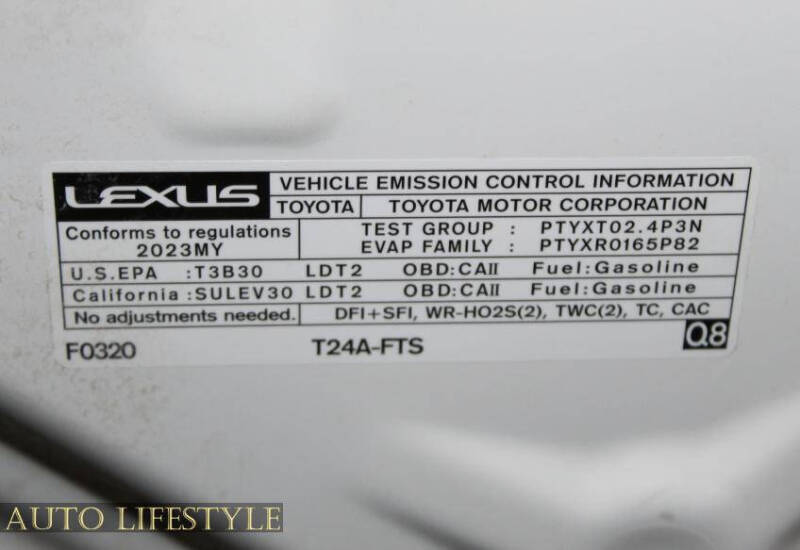 LEXUS VEHICLE EMISSION CONTROL INFORMATION
TOYOTA TOYOTA MOTOR CORPORATION
Conforms to regulations TEST GROUP : PTYXT02.4P3N
2023MY EVAP FAMILY : PTYXR0165P82
U.S.EPA :T3B30 LDT2 OBD:CAII Fuel:Gasoline
California :SULEV30 LDT2 OBD:CAII Fuel:Gasoline
No adjustments needed. DFI+SFI, WR-HO2S(2), TWC(2), TC, CAC
F0320 T24A-FTS Q8
AUTO LIFESTYLE